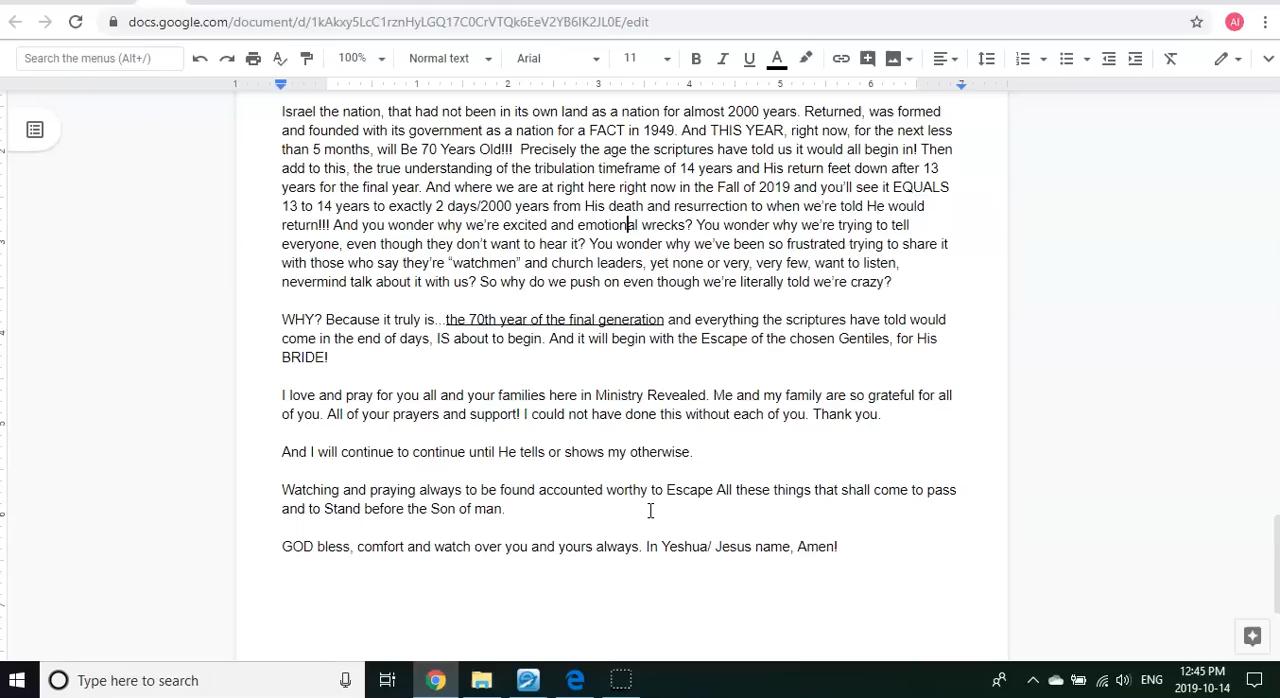 docs.google.com/document/d/1kAkxy5LcC1rznHyLGQ17C0CrVTQk6EeV2YB6lK2JL0E/edit
AI
Search the menus (Alt+/)
100%
Normal text
Arial
11
B I U A
1 1 2 3 4 5 6 7
Israel the nation, that had not been in its own land as a nation for almost 2000 years. Returned, was formed
and founded with its government as a nation for a FACT in 1949. And THIS YEAR, right now, for the next less
than 5 months, will Be 70 Years Old!!! Precisely the age the scriptures have told us it would all begin in! Then
add to this, the true understanding of the tribulation timeframe of 14 years and His return feet down after 13
years for the final year. And where we are at right here right now in the Fall of 2019 and you'll see it EQUALS
13 to 14 years to exactly 2 days/2000 years from His death and resurrection to when we're told He would
return!!! And you wonder why we're excited and emotional wrecks? You wonder why we're trying to tell
everyone, even though they don't want to hear it? You wonder why we've been so frustrated trying to share it
with those who say they're “watchmen” and church leaders, yet none or very, very few, want to listen,
nevermind talk about it with us? So why do we push on even though we're literally told we're crazy?
WHY? Because it truly is...the 70th year of the final generation and everything the scriptures have told would
come in the end of days, IS about to begin. And it will begin with the Escape of the chosen Gentiles, for His
BRIDE!
I love and pray for you all and your families here in Ministry Revealed. Me and my family are so grateful for all
of you. All of your prayers and support! I could not have done this without each of you. Thank you.
And I will continue to continue until He tells or shows my otherwise.
Watching and praying always to be found accounted worthy to Escape All these things that shall come to pass
and to Stand before the Son of man.
GOD bless, comfort and watch over you and yours always. In Yeshua/ Jesus name, Amen!
Type here to search
ENG
12:45 PM
2019-10-14